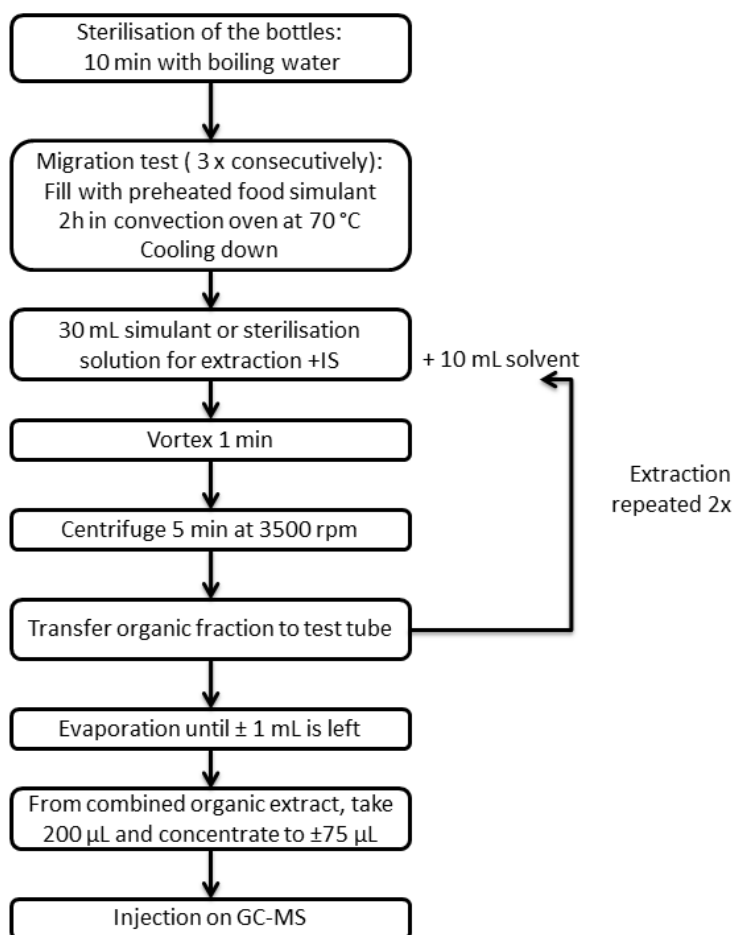 Sterilisation of the bottles:
10 min with boiling water
Migration test ( 3 x consecutively):
Fill with preheated food simulant
2h in convection oven at 70 °C
Cooling down
30 mL simulant or sterilisation
solution for extraction +IS
+ 10 mL solvent
Vortex 1 min
Extraction
repeated 2x
Centrifuge 5 min at 3500 rpm
Transfer organic fraction to test tube
Evaporation until ± 1 mL is left
From combined organic extract, take
200 µL and concentrate to ±75 µL
Injection on GC-MS